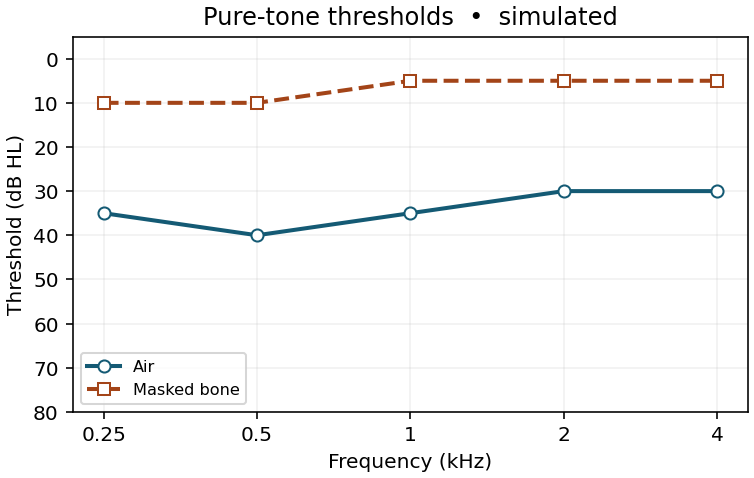 Pure-tone thresholds • simulated
Threshold (dB HL)
0
10
20
30
40
50
60
70
80
Air
Masked bone
0.25 0.5 1 2 4
Frequency (kHz)